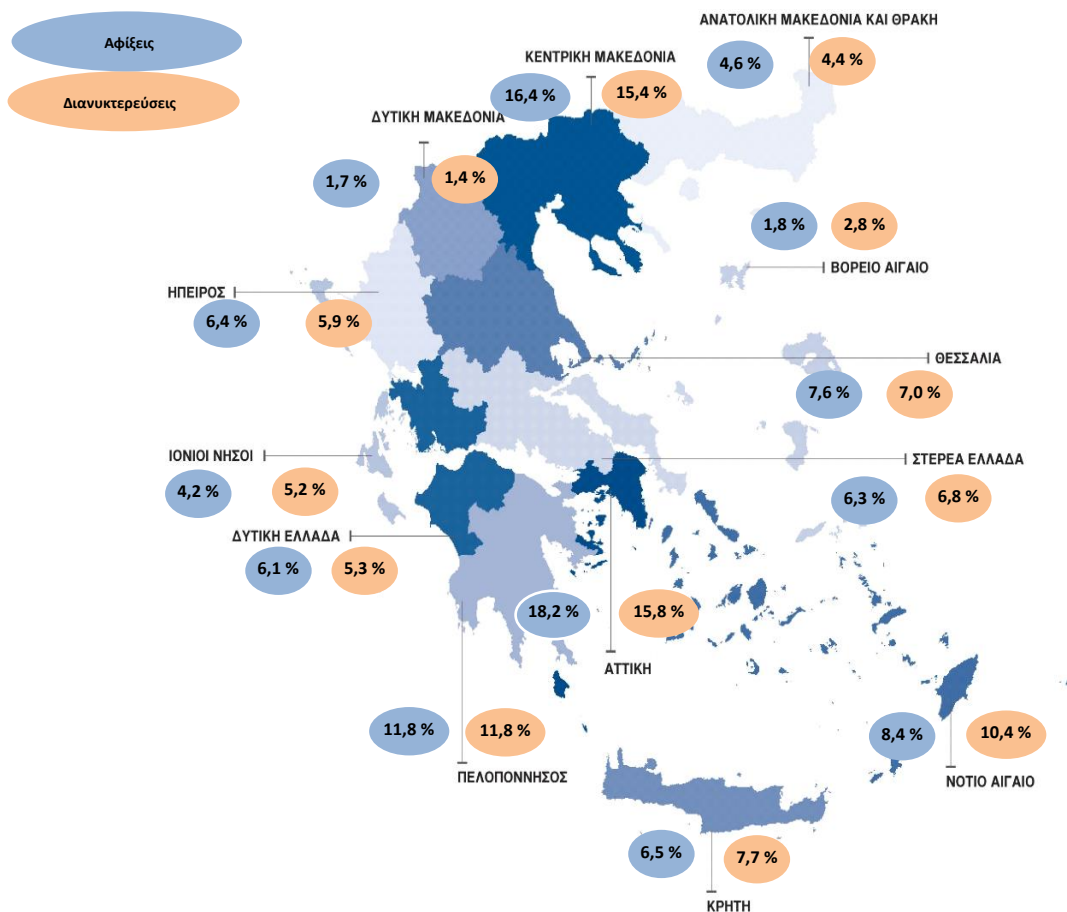 Αφίξεις
Διανυκτερεύσεις
ΑΝΑΤΟΛΙΚΗ ΜΑΚΕΔΟΝΙΑ ΚΑΙ ΘΡΑΚΗ
4,6 %
4,4 %
ΚΕΝΤΡΙΚΗ ΜΑΚΕΔΟΝΙΑ
16,4 %
15,4 %
ΔΥΤΙΚΗ ΜΑΚΕΔΟΝΙΑ
1,7 %
1,4 %
1,8 %
2,8 %
ΒΟΡΕΙΟ ΑΙΓΑΙΟ
ΗΠΕΙΡΟΣ
6,4 %
5,9 %
ΘΕΣΣΑΛΙΑ
7,6 %
7,0 %
ΙΟΝΙΟΙ ΝΗΣΟΙ
4,2 %
5,2 %
ΣΤΕΡΕΑ ΕΛΛΑΔΑ
6,3 %
6,8 %
ΔΥΤΙΚΗ ΕΛΛΑΔΑ
6,1 %
5,3 %
18,2 %
15,8 %
ΑΤΤΙΚΗ
11,8 %
11,8 %
ΠΕΛΟΠΟΝΝΗΣΟΣ
8,4 %
10,4 %
ΝΟΤΙΟ ΑΙΓΑΙΟ
6,5 %
7,7 %
ΚΡΗΤΗ